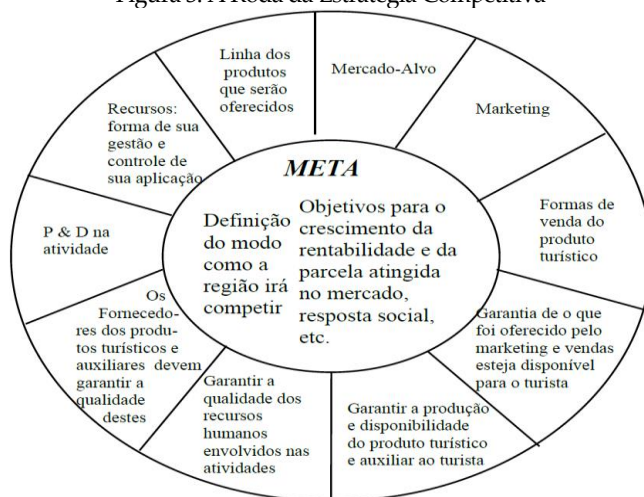 Figura 3: A Roda da Estratégia Competitiva
Linha dos
produtos
que serão
oferecidos
Mercado-Alvo
Marketing
Formas de
venda do
produto
turístico
Garantia de o que
foi oferecido pelo
marketing e vendas
esteja disponível
para o turista
Garantir a produção
e disponibilidade
do produto turístico
e auxiliar ao turista
Garantir a
qualidade dos
recursos
humanos
envolvidos nas
atividades
Os
Fornecedo-
res dos produ-
tos turísticos e
auxiliares devem
garantir a
qualidade
destes
P & D na
atividade
Recursos:
forma de sua
gestão e
controle de
sua aplicação
META
Definição
do modo
como a
região irá
competir
Objetivos para o
crescimento da
rentabilidade e da
parcela atingida
no mercado,
resposta social,
etc.